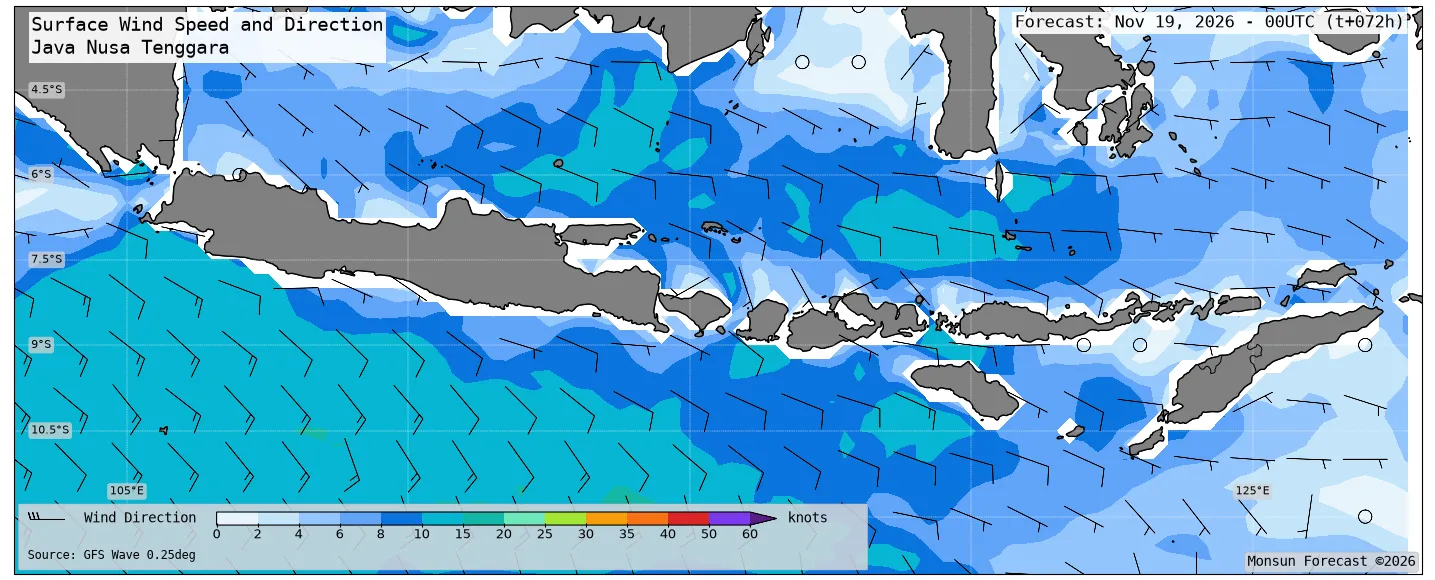 Surface Wind Speed and Direction
Java Nusa Tenggara
Forecast: Nov 19, 2026 - 00UTC (t+072h)
4.5°S
6°S
7.5°S
9°S
10.5°S
105°E
125°E
Wind Direction
knots
0 2 4 6 8 10 15 20 25 30 35 40 50 60
Source: GFS Wave 0.25deg
Monsun Forecast ©2026